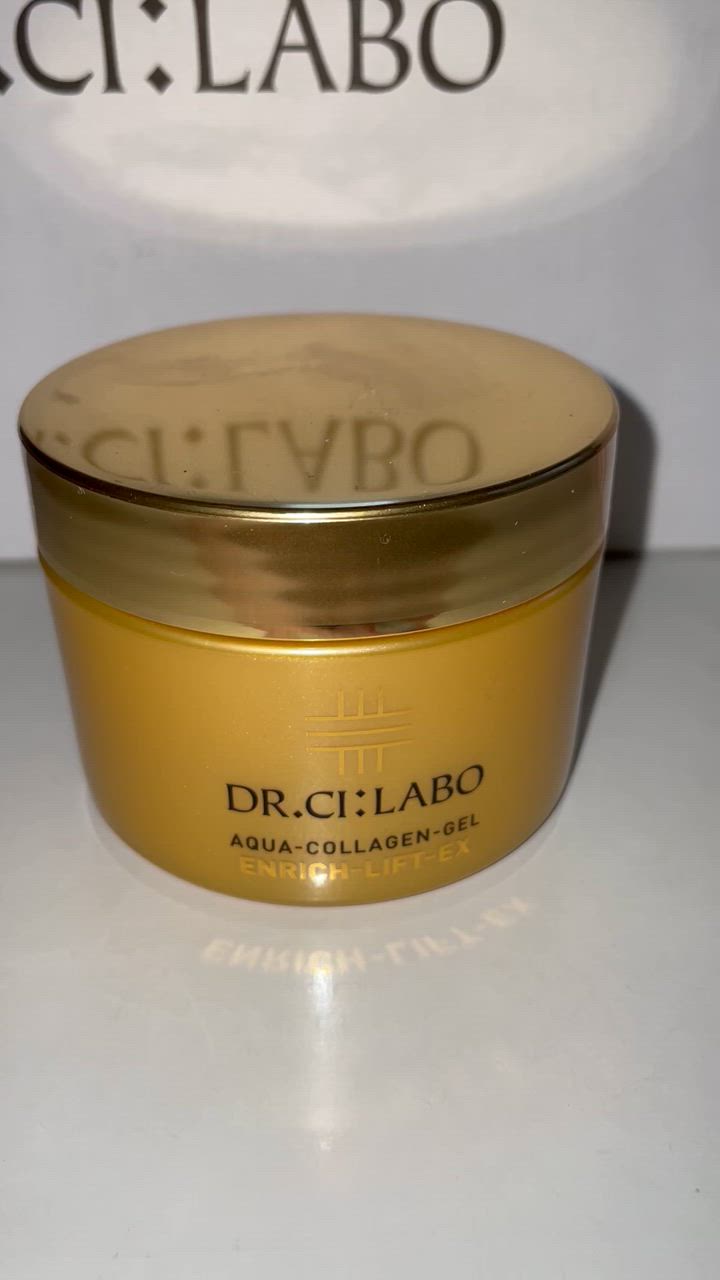 .CI:LABO
DR.CI:LABO
AQUA-COLLAGEN-GEL
ENRICH-LIFT-EX